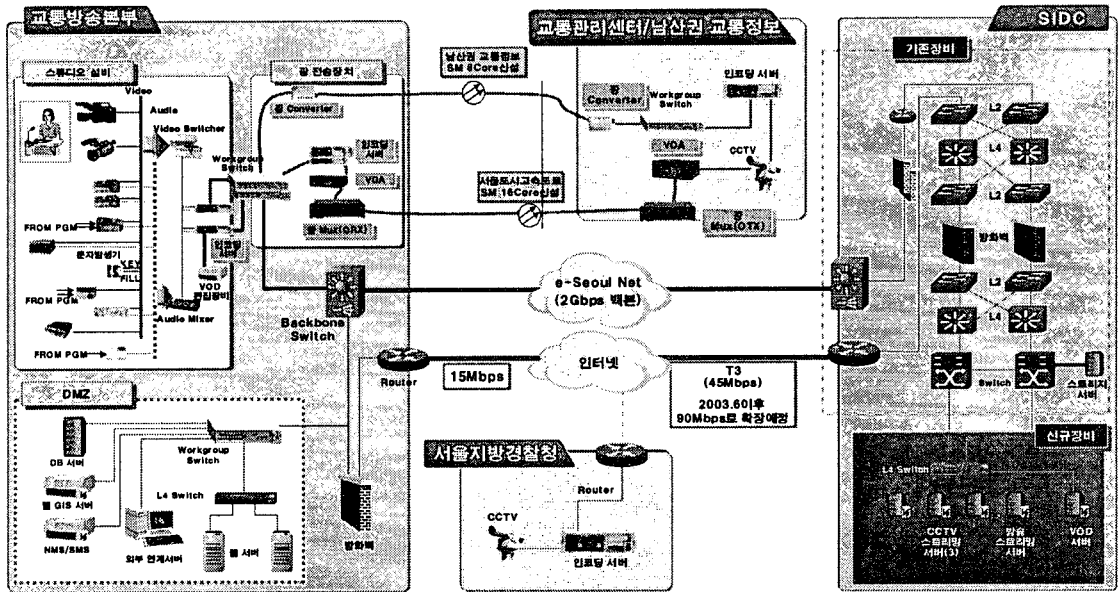 교통방송본부
스튜디오 설비
Video
Audio
Video Switcher
FROM PGM
문자발생기
KEY
FILL
FROM PGM
FROM PGM
Audio Mixer
Workgroup
Switch
인코딩
서버
VOD
편집장비
광 전송장치
광 Converter
인코딩
서버
VDA
광 Mux(ORX)
Backbone
Switch
Router
DMZ
DB 서버
웹 GIS 서버
NMS/SMS
Workgroup
Switch
L4 Switch
외부 연계서버
웹 서버
방화벽
남산권 교통정보
SM 8Core신설
서울도시고속도로
SM 16Core신설
교통관리센터/남산권 교통정보
광
Converter
Workgroup
Switch
인코딩 서버
VDA
CCTV
광
Mux(OTX)
e-Seoul Net
(2Gbps 백본)
인터넷
15Mbps
T3
(45Mbps)
2003.6이후
90Mbps로 확장예정
서울지방경찰청
Router
CCTV
인코딩 서버
SIDC
기존장비
L2
L4
L2
방화벽
L2
L4
Switch
스토리지
서버
신규장비
L4 Switch
CCTV
스트리밍
서버(3)
방송
스트리밍
서버
VOD
서버